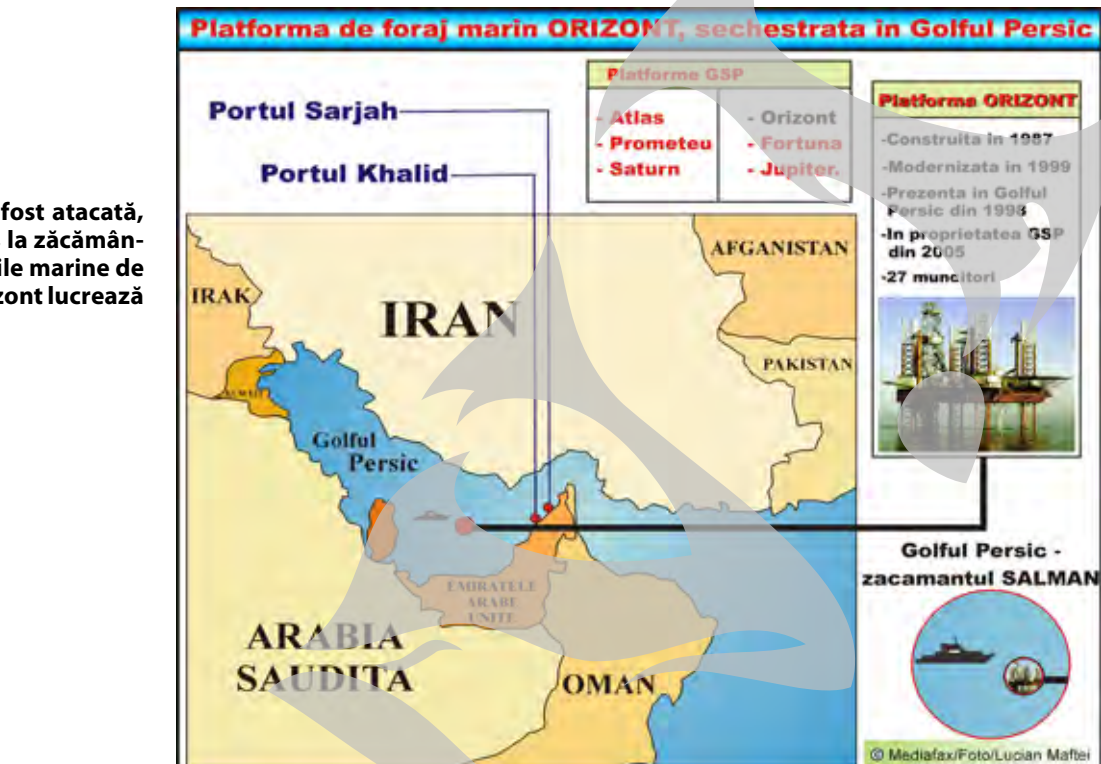 Platforma de foraj marin ORIZONT, sechestrata in Golful Persic
fost atacată,
la zăcămân-
ile marine de
zont lucrează
Portul Sarjah
Portul Khalid
Platforme GSP
- Atlas
- Prometeu
- Saturn
- Orizont
- Fortuna
- Jupiter.
Platforma ORIZONT
-Construita in 1987
-Modernizata in 1999
-Prezenta in Golful
Persic din 1998
-In proprietatea GSP
din 2005
-27 muncitori
IRAK
IRAN
AFGANISTAN
PAKISTAN
KUWAIT
Golful
Persic
EMIRATELE
ARABE
UNITE
ARABIA
SAUDITA
OMAN
Golful Persic -
zacamantul SALMAN
© Mediafax/Foto/Lucian Maftei